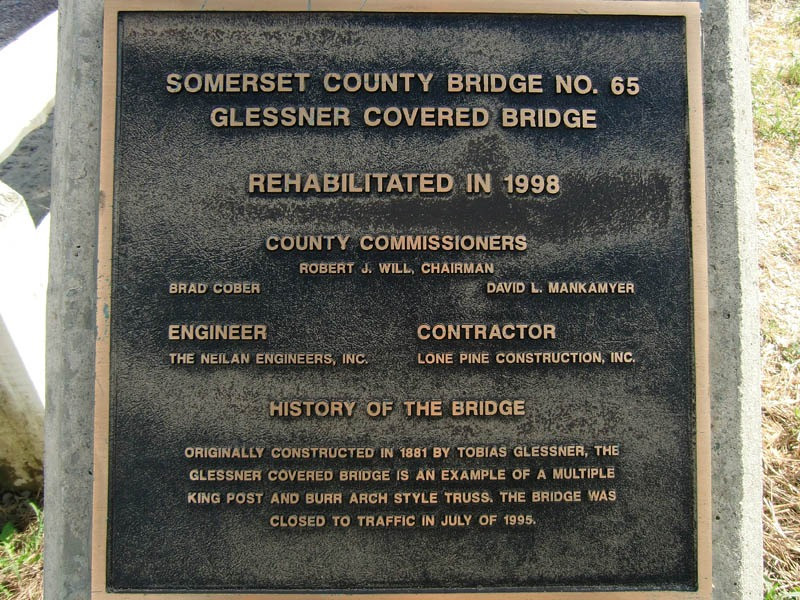 SOMERSET COUNTY BRIDGE NO. 65
GLESSNER COVERED BRIDGE
REHABILITATED IN 1998
COUNTY COMMISSIONERS
ROBERT J. WILL, CHAIRMAN
BRAD COBER DAVID L. MANKAMYER
ENGINEER CONTRACTOR
THE NEILAN ENGINEERS, INC. LONE PINE CONSTRUCTION, INC.
HISTORY OF THE BRIDGE
ORIGINALLY CONSTRUCTED IN 1881 BY TOBIAS GLESSNER, THE
GLESSNER COVERED BRIDGE IS AN EXAMPLE OF A MULTIPLE
KING POST AND BURR ARCH STYLE TRUSS. THE BRIDGE WAS
CLOSED TO TRAFFIC IN JULY OF 1995.